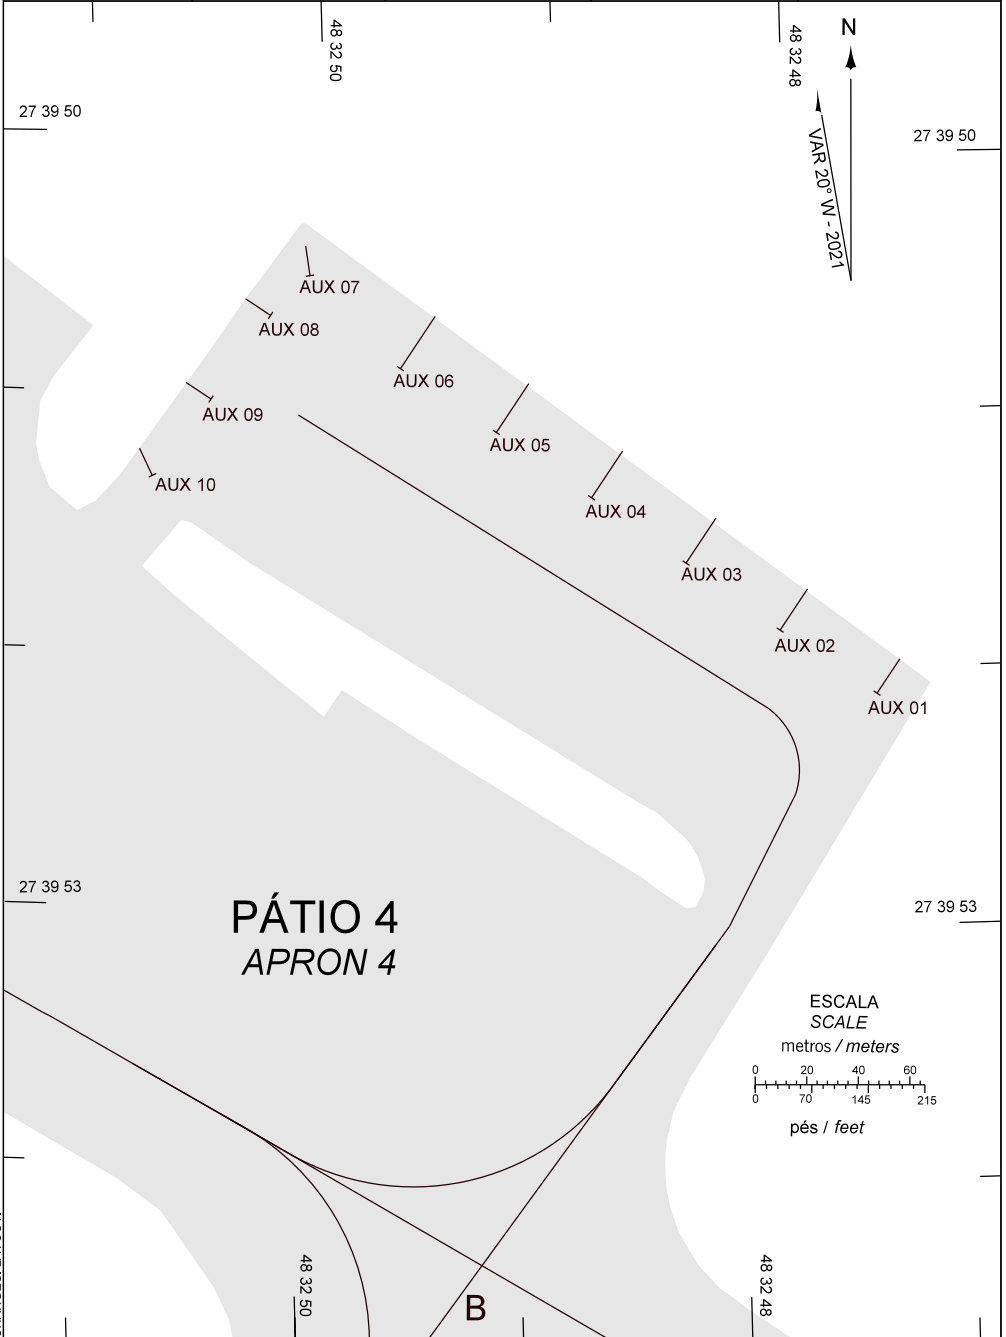 48 32 50
48 32 48
N
27 39 50
27 39 50
VAR 20° W - 2021
AUX 07
AUX 08
AUX 06
AUX 09
AUX 05
AUX 10
AUX 04
AUX 03
AUX 02
AUX 01
27 39 53
27 39 53
PÁTIO 4
APRON 4
ESCALA
SCALE
metros / meters
0 20 40 60
0 70 145 215
pés / feet
48 32 50
48 32 48
B